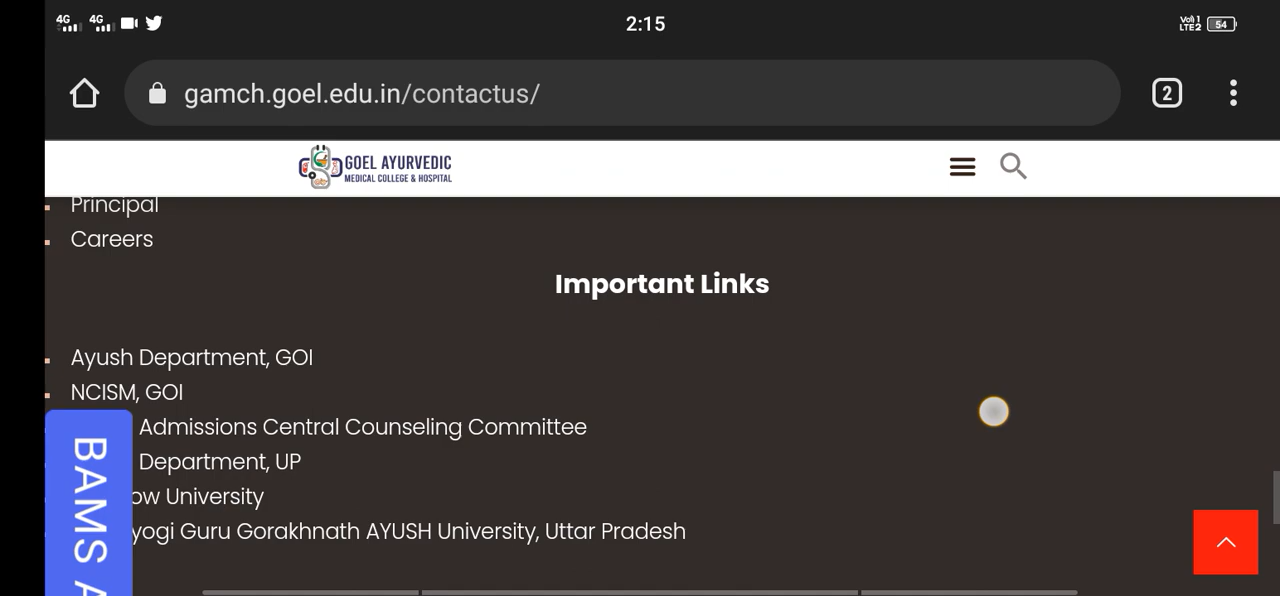 4G 4G 2:15 Vo) 1 LTE2 54
gamch.goel.edu.in/contactus/ 2
GOEL AYURVEDIC
MEDICAL COLLEGE & HOSPITAL
Principal
Careers
Important Links
Ayush Department, GOI
NCISM, GOI
Admissions Central Counseling Committee
Department, UP
ow University
yogi Guru Gorakhnath AYUSH University, Uttar Pradesh
BAMS A